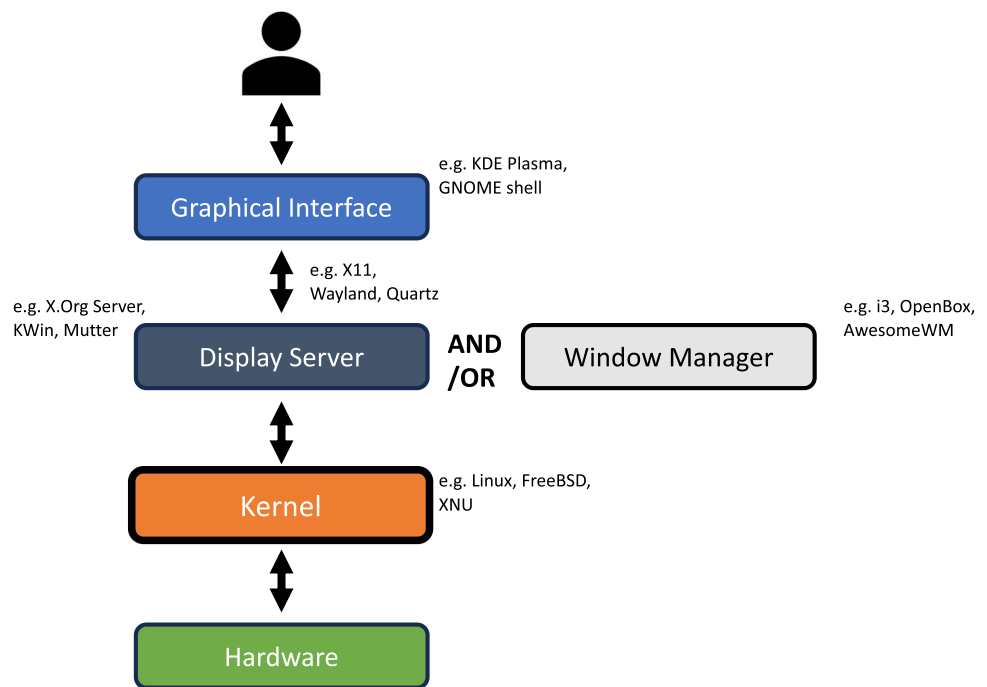 e.g. KDE Plasma,
GNOME shell
Graphical Interface
e.g. X11,
Wayland, Quartz
e.g. X.Org Server,
KWin, Mutter
Display Server
AND
/OR
Window Manager
e.g. i3, OpenBox,
AwesomeWM
e.g. Linux, FreeBSD,
XNU
Kernel
Hardware